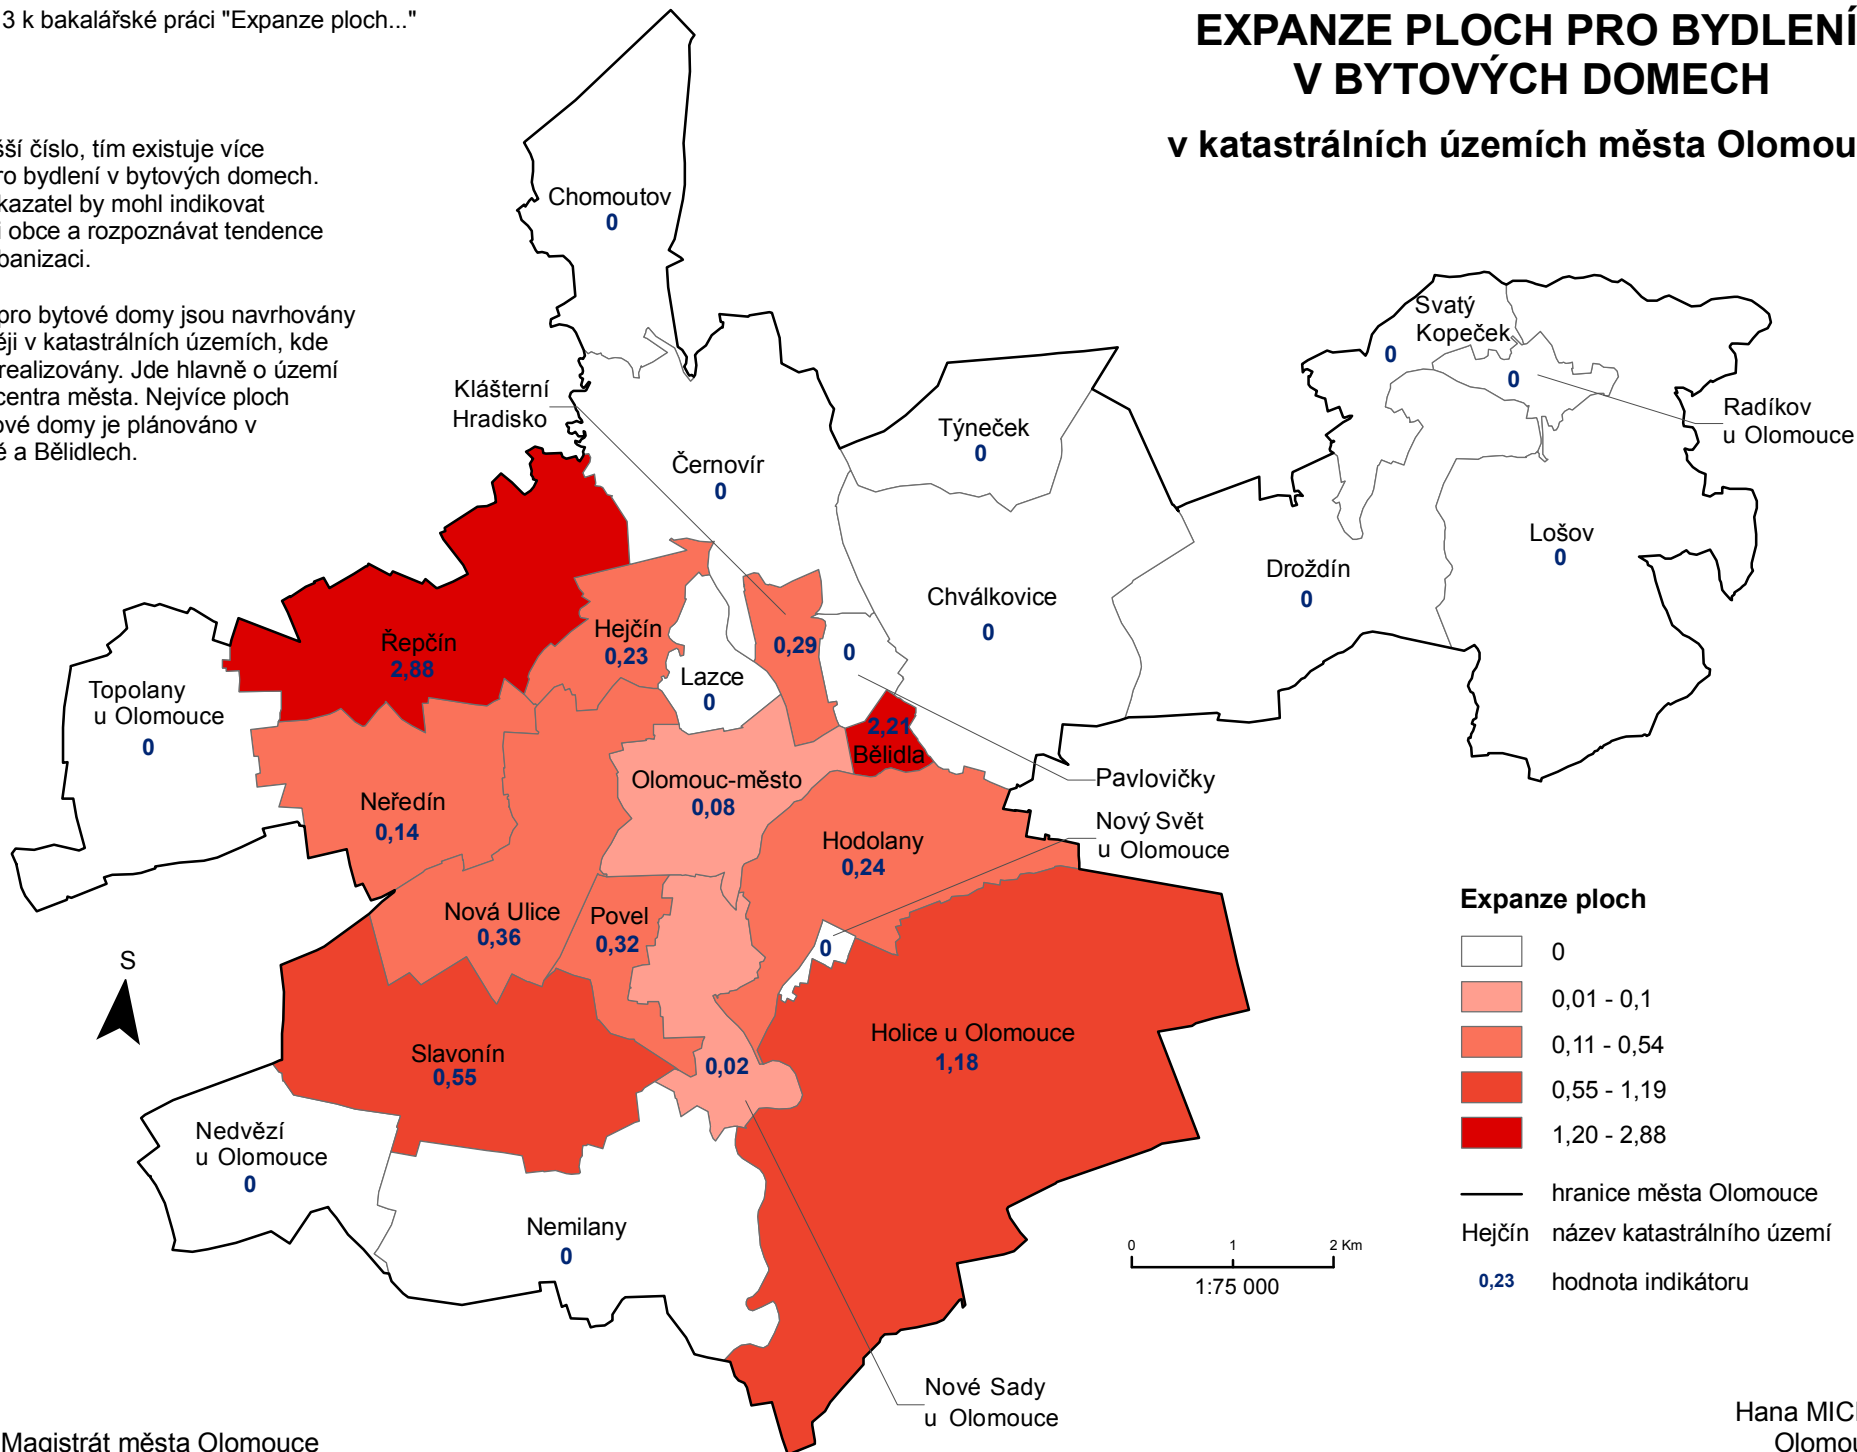 3 k bakalářské práci "Expanze ploch..."
EXPANZE PLOCH PRO BYDLENÍ
V BYTOVÝCH DOMECH
v katastrálních územích města Olomou
šší číslo, tím existuje více
ro bydlení v bytových domech.
kazatel by mohl indikovat
i obce a rozpoznávat tendence
banizaci.
pro bytové domy jsou navrhovány
ěji v katastrálních územích, kde
realizovány. Jde hlavně o území
centra města. Nejvíce ploch
ové domy je plánováno v
ě a Bělidlech.
Chomoutov
0
Svatý
Kopeček
0
0
Radíkov
u Olomouce
Klášterní
Hradisko
Týneček
0
Černovír
0
Lošov
0
Droždín
0
Chválkovice
0
Řepčín
2,88
Hejčín
0,23
0,29
0
Lazce
0
Topolany
u Olomouce
0
2,21
Bělidla
Olomouc-město
0,08
Pavlovičky
Neředín
0,14
Nový Svět
u Olomouce
Hodolany
0,24
Nová Ulice
0,36
Povel
0,32
0
S
Holice u Olomouce
1,18
Slavonín
0,55
0,02
Nedvězí
u Olomouce
0
Nemilany
0
Nové Sady
u Olomouce
Expanze ploch
0
0,01 - 0,1
0,11 - 0,54
0,55 - 1,19
1,20 - 2,88
hranice města Olomouce
Hejčín název katastrálního území
0,23 hodnota indikátoru
0 1 2 Km
1:75 000
Magistrát města Olomouce
Hana MICH
Olomou